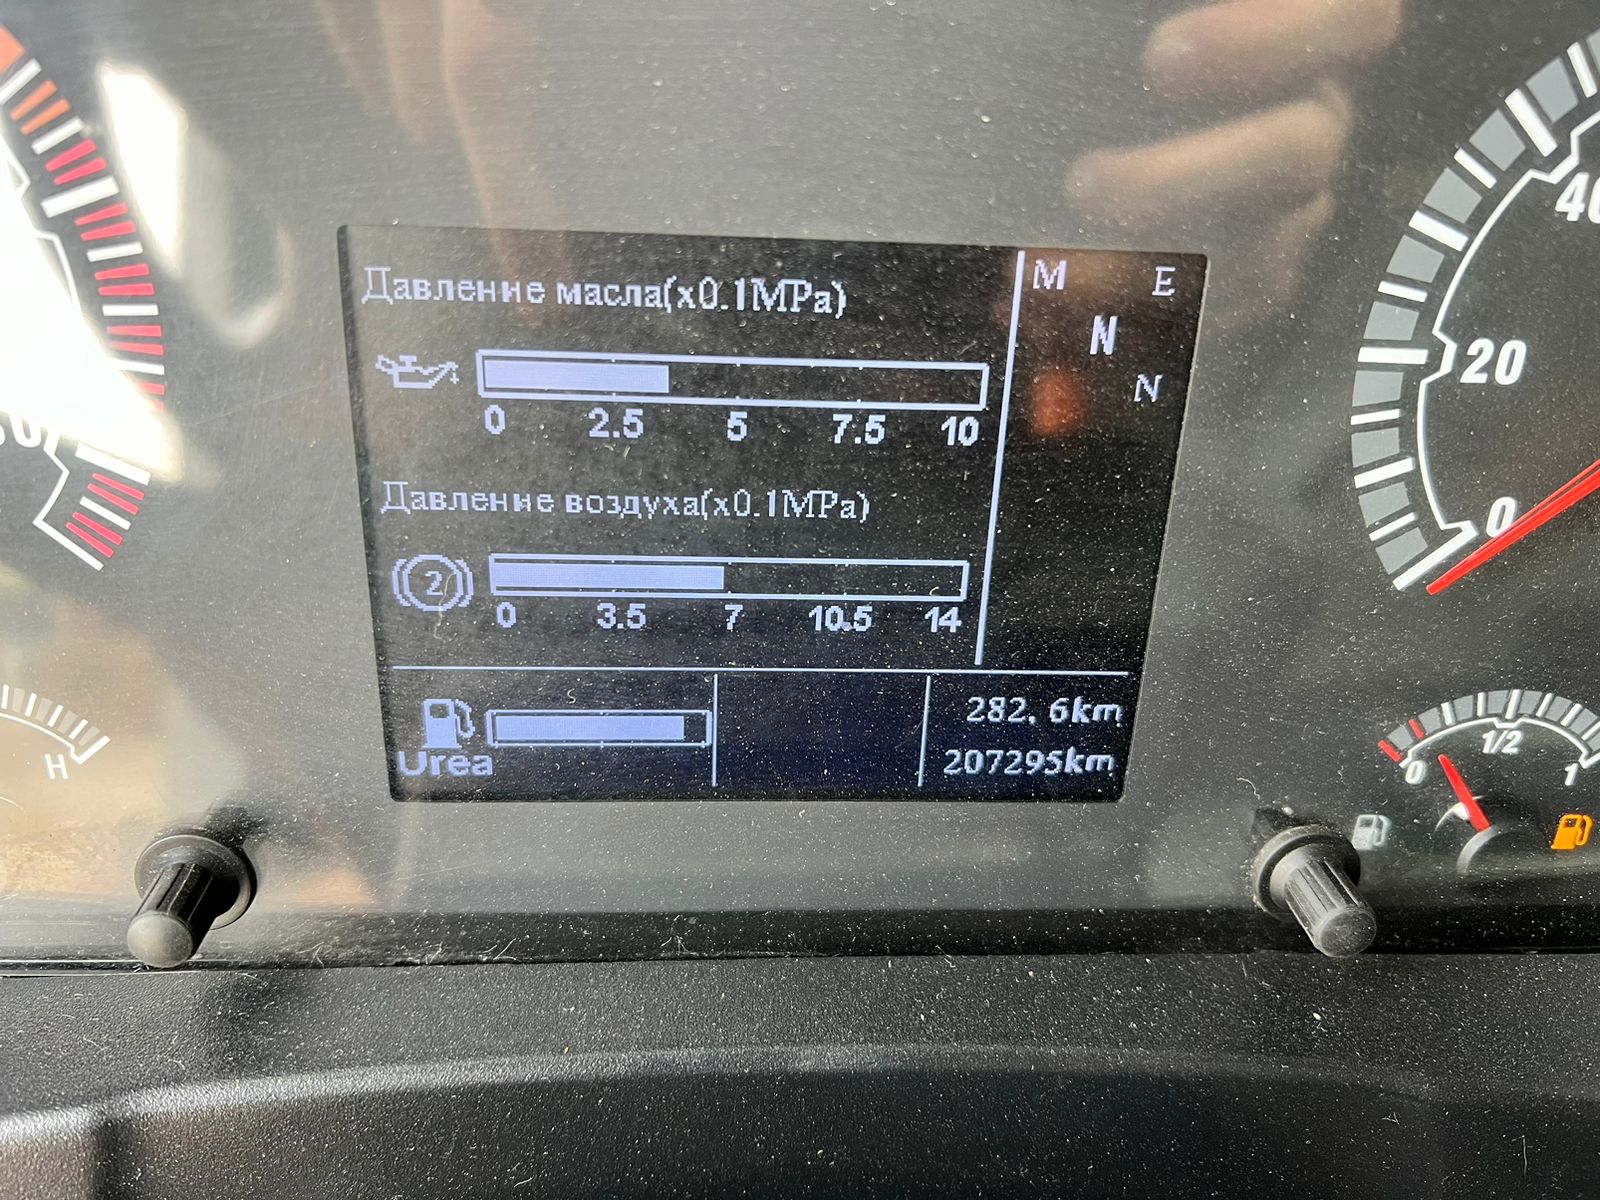 Давление масла(x0.1MPa)
0 2.5 5 7.5 10
Давление воздуха(x0.1MPa)
2
0 3.5 7 10.5 14
M E
N
N
Urea
282.6km
207295km
H
40
20
0
0 1/2 1